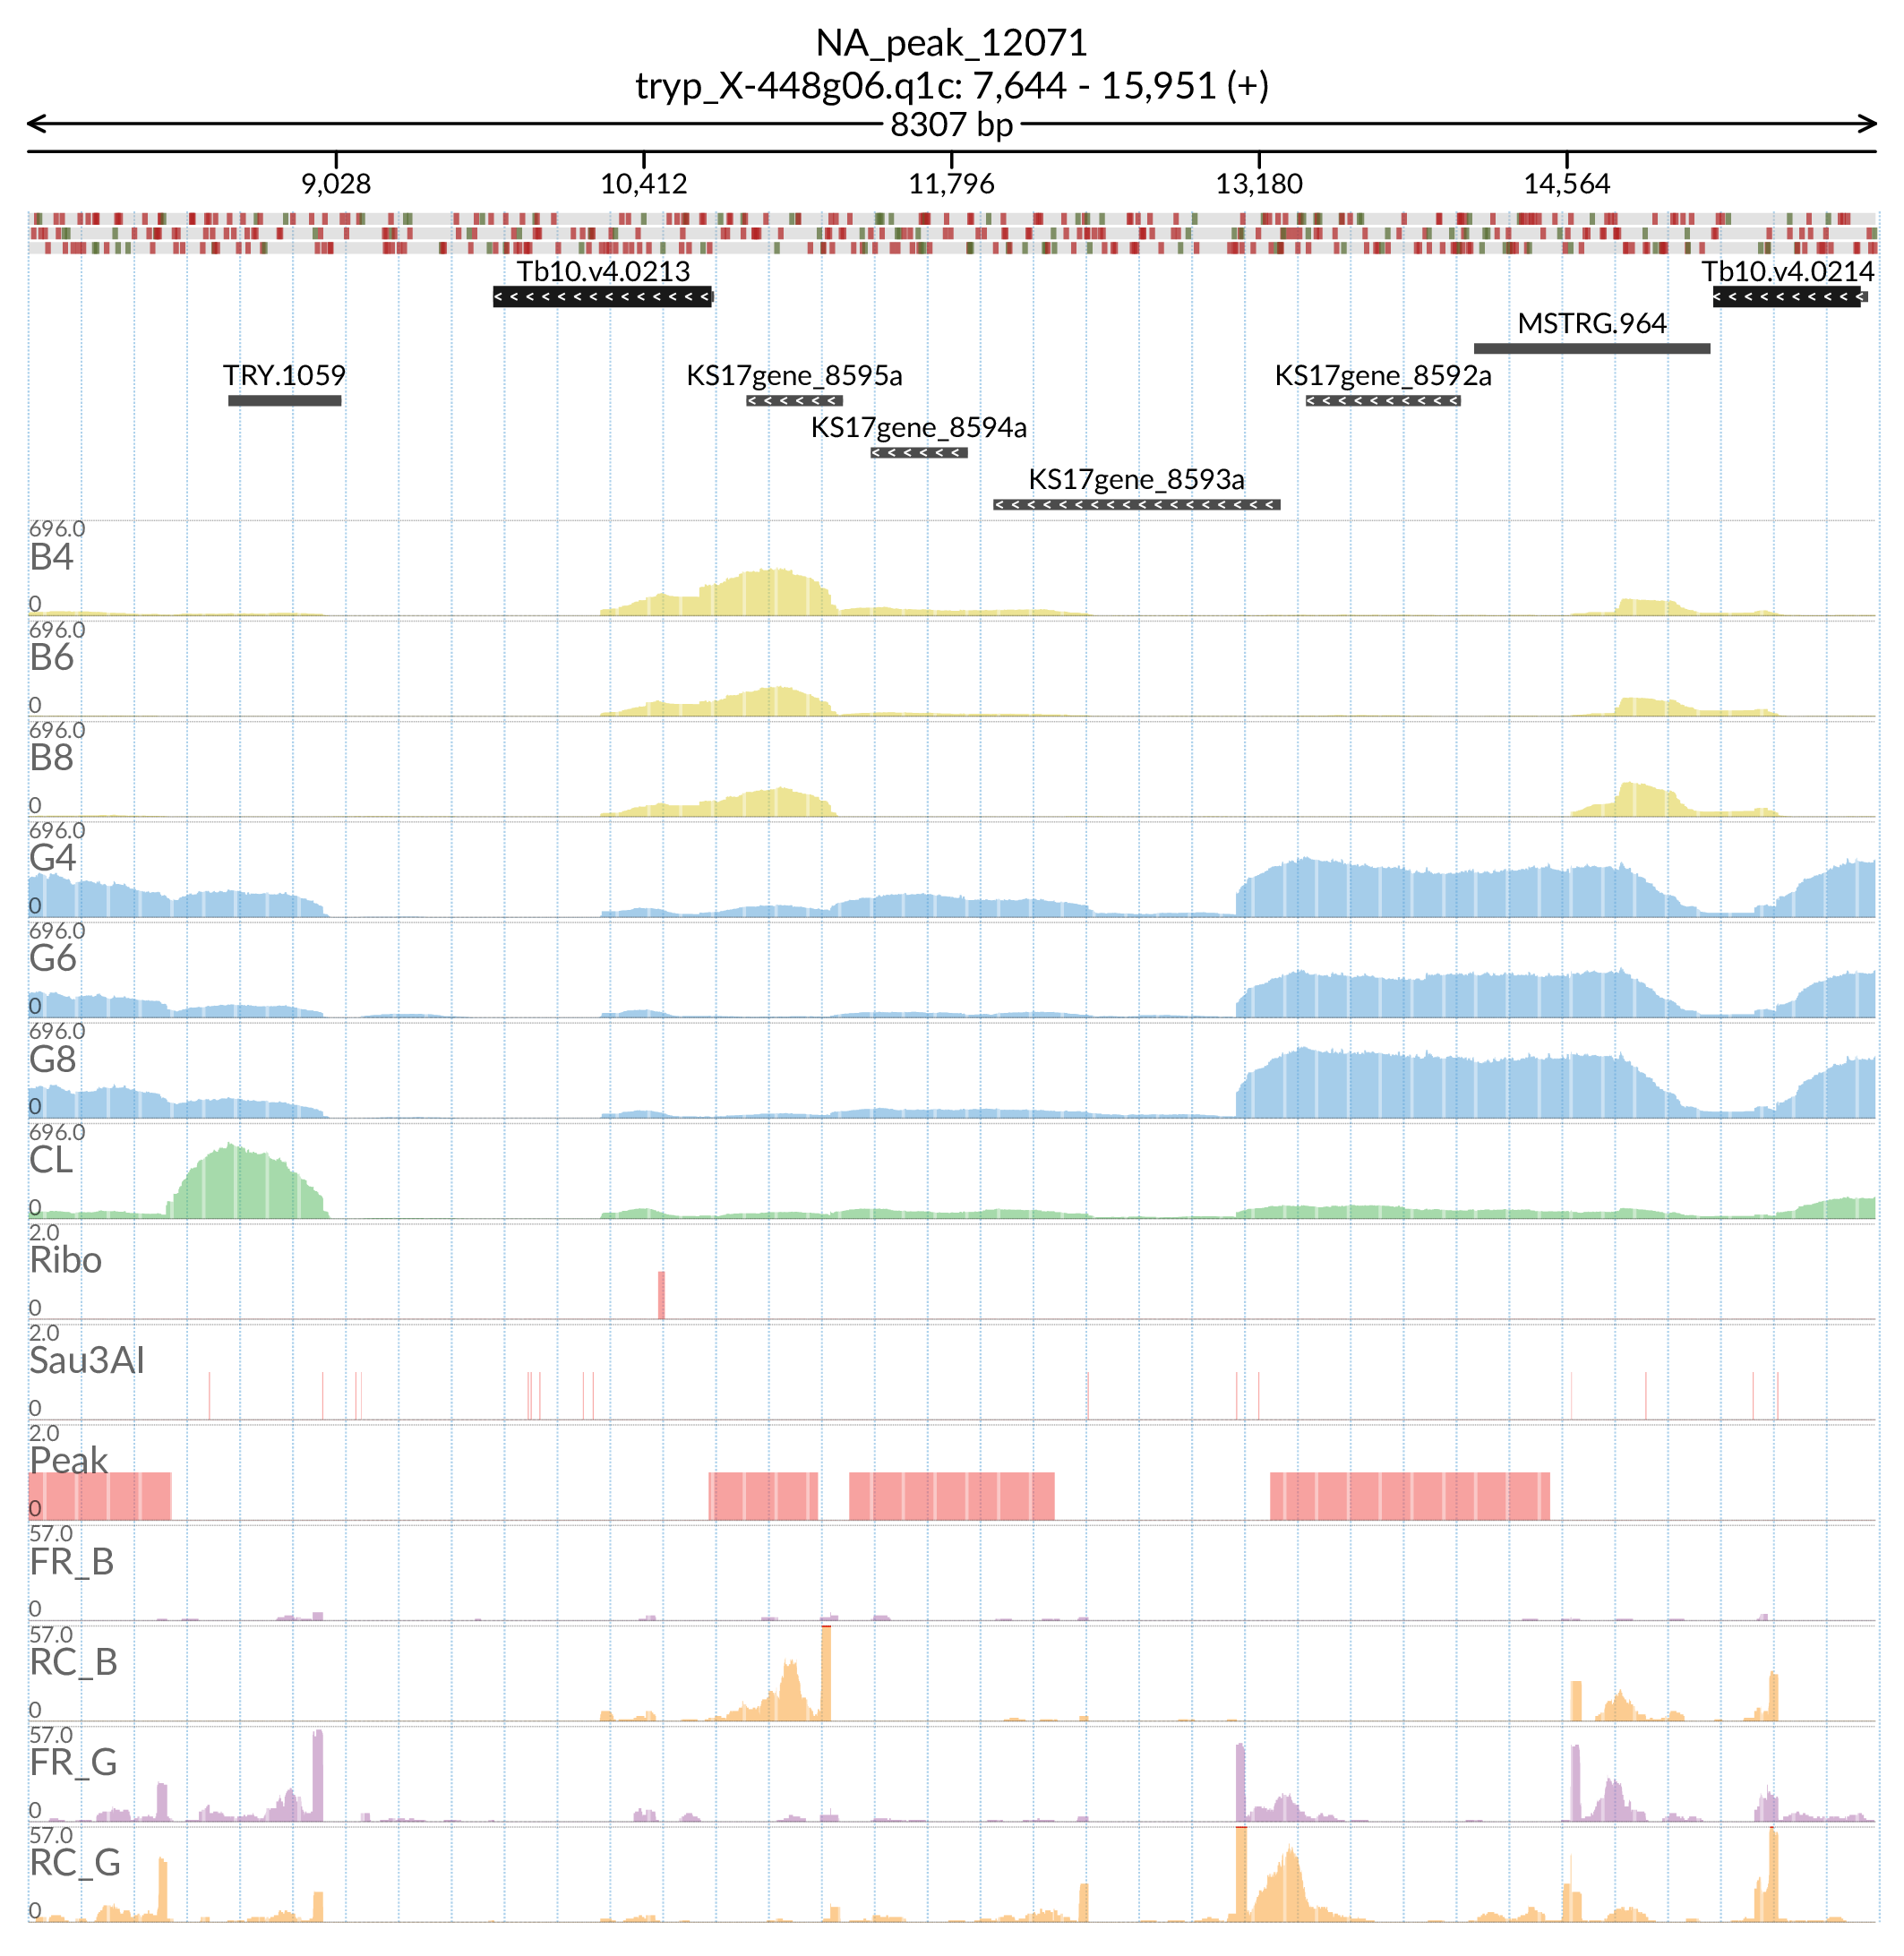 NA_peak_12071
tryp_X-448g06.q1c: 7,644 - 15,951 (+)
8307 bp
9,028 10,412 11,796 13,180 14,564
Tb10.v4.0213 Tb10.v4.0214
MSTRG.964
TRY.1059 KS17gene_8595a KS17gene_8592a
KS17gene_8594a
KS17gene_8593a
696.0
B4
0
696.0
B6
0
696.0
B8
0
696.0
G4
0
696.0
G6
0
696.0
G8
0
696.0
CL
0
2.0
Ribo
0
2.0
Sau3AI
0
2.0
Peak
0
57.0
FR_B
0
57.0
RC_B
0
57.0
FR_G
0
57.0
RC_G
0